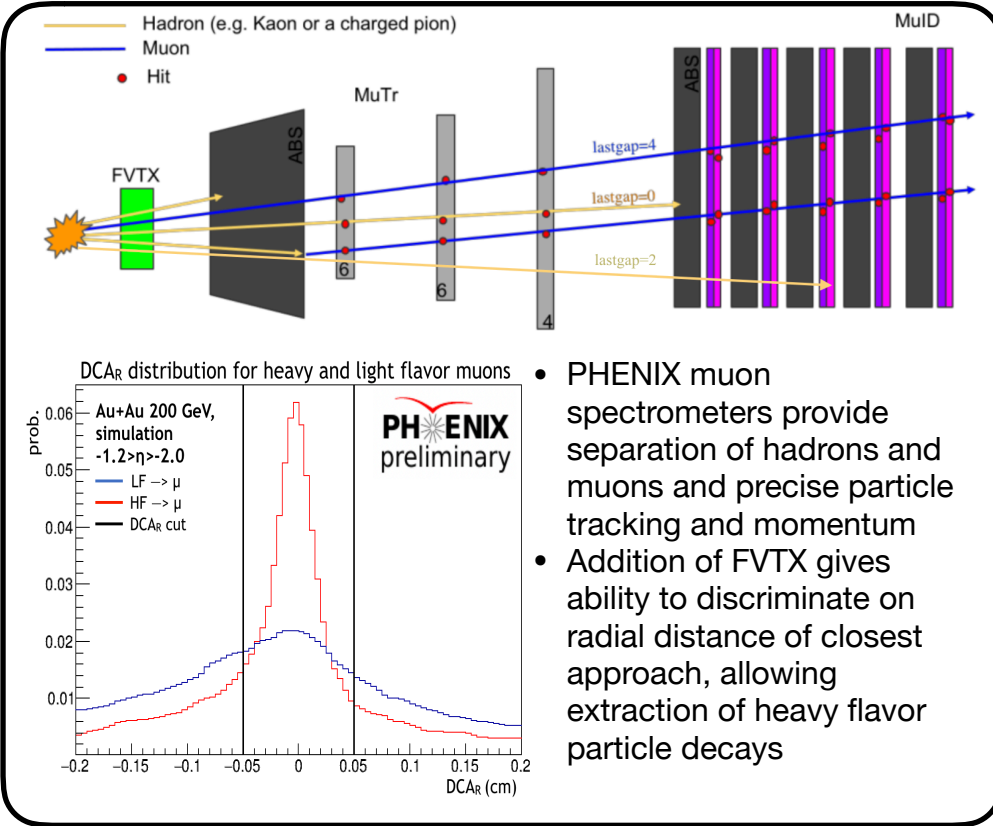 Hadron (e.g. Kaon or a charged pion)
Muon
Hit
MuTr
MuID
FVTX
ABS
ABS
lastgap=4
lastgap=0
lastgap=2
6
6
4
DCAR distribution for heavy and light flavor muons
prob.
0.06
0.05
0.04
0.03
0.02
0.01
Au+Au 200 GeV,
simulation
-1.2>η>-2.0
LF —> μ
HF —> μ
DCAR cut
PHENIX
preliminary
−0.2 −0.15 −0.1 −0.05 0 0.05 0.1 0.15 0.2
DCAR (cm)
• PHENIX muon
spectrometers provide
separation of hadrons and
muons and precise particle
tracking and momentum
• Addition of FVTX gives
ability to discriminate on
radial distance of closest
approach, allowing
extraction of heavy flavor
particle decays